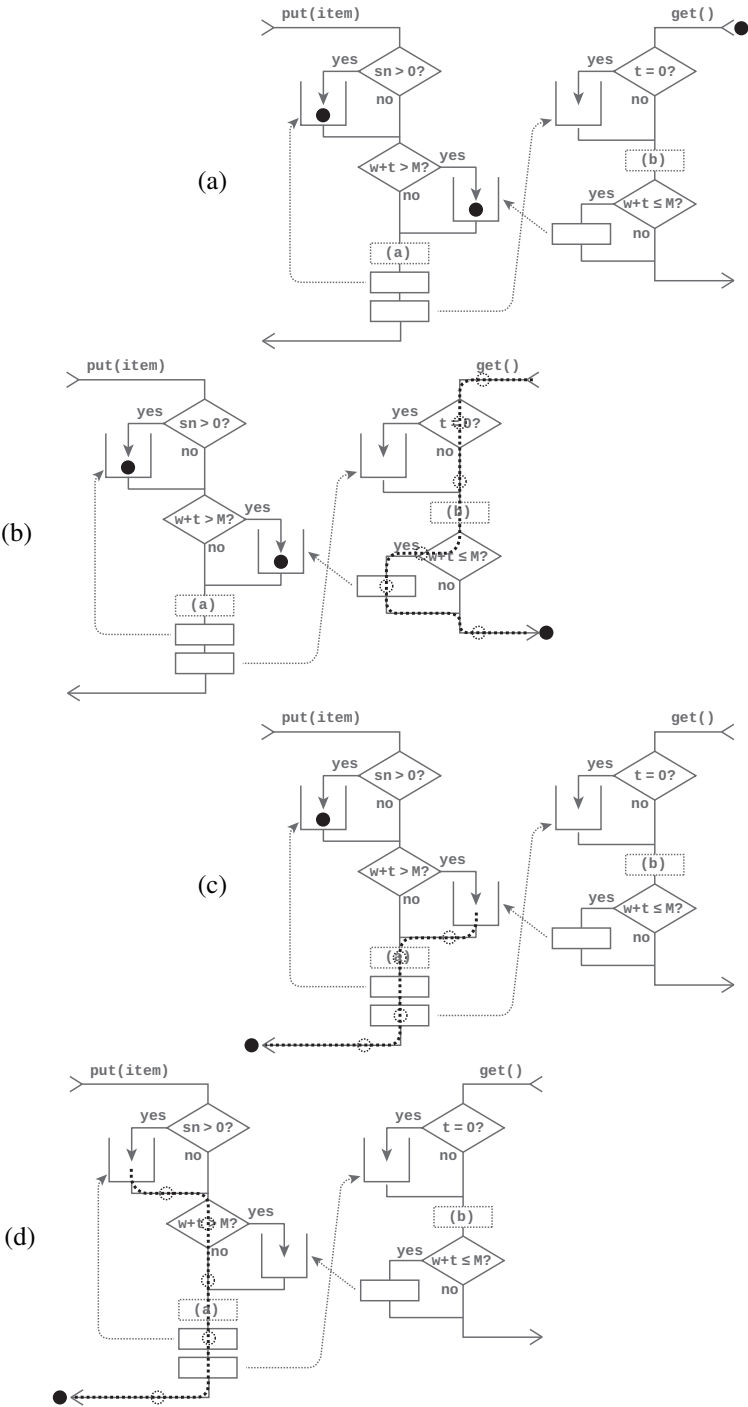 put(item) get()
yes sn > 0? yes t = 0?
no no
(b)
(a) w+t > M? yes yes w+t ≤ M?
no no
(a)
put(item) get()
yes sn > 0? yes t = 0?
no no
(b) w+t > M? yes (b)
no yes w+t ≤ M?
no
(a)
put(item) get()
yes sn > 0? yes t = 0?
no no
w+t > M? yes (b)
(c) no yes w+t ≤ M?
no
(a)
put(item) get()
yes sn > 0? yes t = 0?
no no
(d) w+t > M? yes (b)
no yes w+t ≤ M?
no
(a)